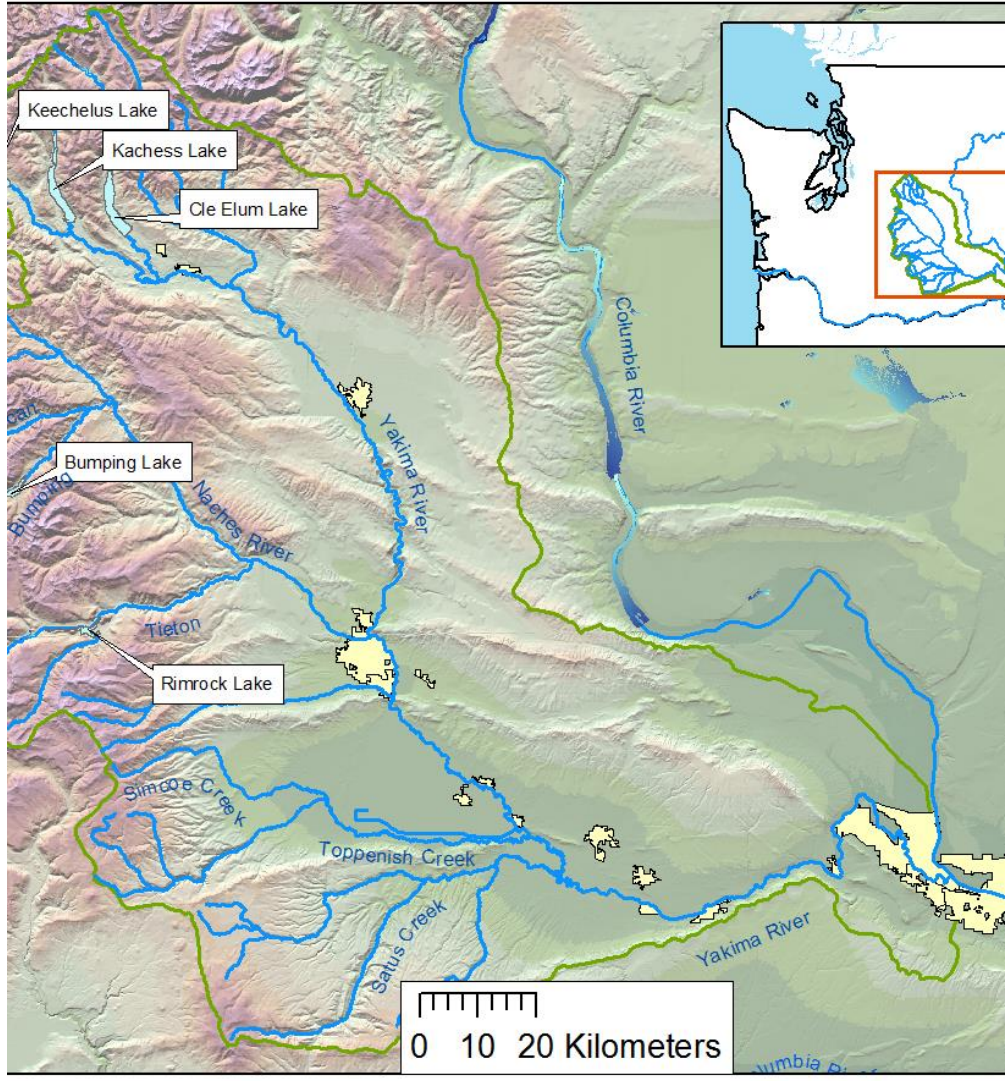 Keechelus Lake
Kachess Lake
Cle Elum Lake
Columbia River
Yakima River
Bumping Lake
Bumping
Naches River
Tieton
Rimrock Lake
Simcoe Creek
Toppenish Creek
Satus Creek
Yakima River
0 10 20 Kilometers